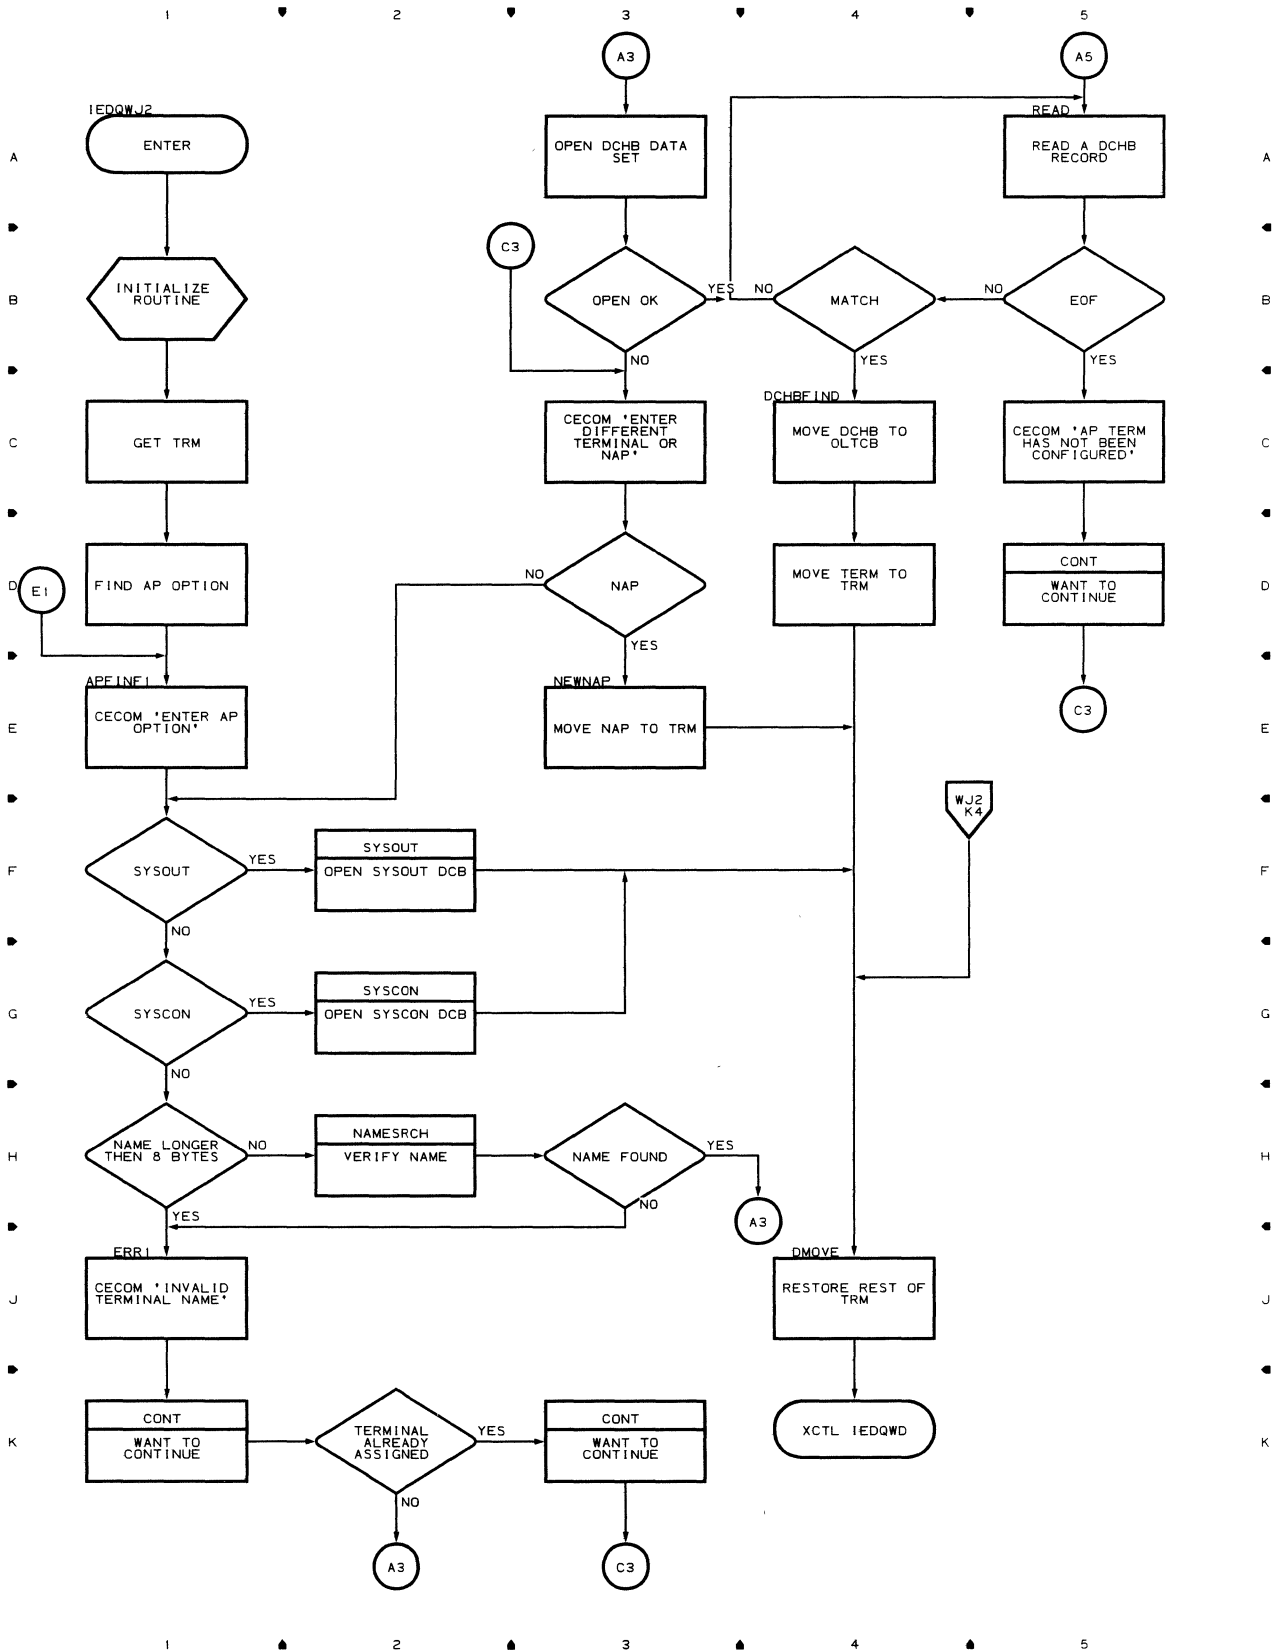 1 2 3 4 5
A3 A5
IEDQWJ2
READ
A
ENTER
OPEN DCHB DATA
SET
READ A DCHB
RECORD
A
C3
B
INITIALIZE
ROUTINE
OPEN OK
YES
NO
MATCH
NO
EOF
B
NO
YES
YES
DCHBFIND
C
GET TRM
CECOM 'ENTER
DIFFERENT
TERMINAL OR
NAP'
MOVE DCHB TO
OLTCB
CECOM 'AP TERM
HAS NOT BEEN
CONFIGURED'
C
D
E1
FIND AP OPTION
NO
NAP
MOVE TERM TO
TRM
CONT
WANT TO
CONTINUE
D
YES
APFINF1
NEWNAP
E
CECOM 'ENTER AP
OPTION'
MOVE NAP TO TRM
C3
E
WJ2
K4
F
SYSOUT
YES
SYSOUT
OPEN SYSOUT DCB
F
NO
G
SYSCON
YES
SYSCON
OPEN SYSCON DCB
G
NO
H
NAME LONGER
THEN 8 BYTES
NO
NAMESRCH
VERIFY NAME
NAME FOUND
YES
H
YES
NO
A3
ERR1
DMOVE
J
CECOM 'INVALID
TERMINAL NAME'
RESTORE REST OF
TRM
J
K
CONT
WANT TO
CONTINUE
TERMINAL
ALREADY
ASSIGNED
YES
CONT
WANT TO
CONTINUE
XCTL IEDQWD
K
NO
A3
C3
1 2 3 4 5